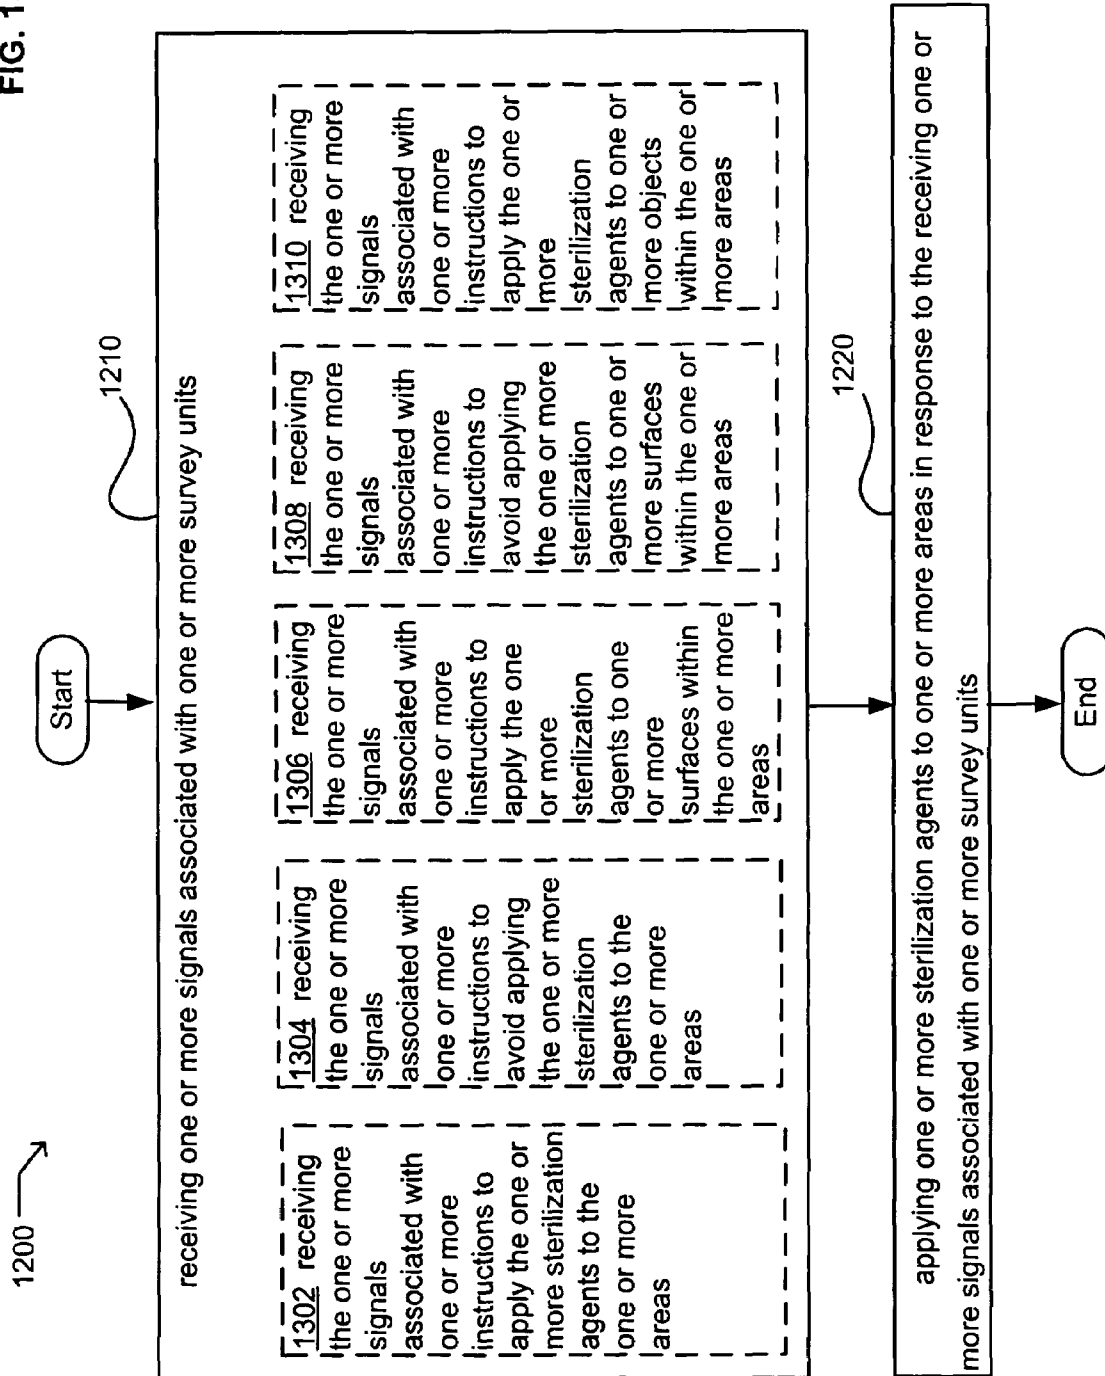 FIG. 1
1200
Start
1210
receiving one or more signals associated with one or more survey units
1302 receiving
the one or more
signals
associated with
one or more
instructions to
apply the one or
more sterilization
agents to the
one or more
areas
1304 receiving
the one or more
signals
associated with
one or more
instructions to
avoid applying
the one or more
sterilization
agents to the
one or more
areas
1306 receiving
the one or more
signals
associated with
one or more
instructions to
apply the one
or more
sterilization
agents to one
or more
surfaces within
the one or more
areas
1308 receiving
the one or more
signals
associated with
one or more
instructions to
avoid applying
the one or more
sterilization
agents to one or
more surfaces
within the one or
more areas
1310 receiving
the one or more
signals
associated with
one or more
instructions to
apply the one or
more
sterilization
agents to one or
more objects
within the one or
more areas
1220
applying one or more sterilization agents to one or more areas in response to the receiving one or
more signals associated with one or more survey units
End